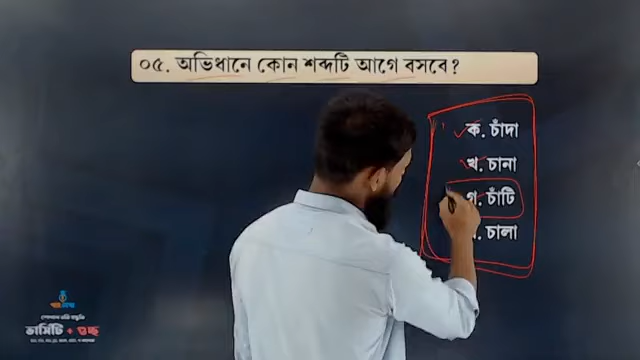 ০৫. অভিধানে কোন শব্দটি আগে বসবে?
ক. চাঁদা
খ. চানা
গ. চাঁটি
. চালা
ভার্সিটি + গুচ্ছ